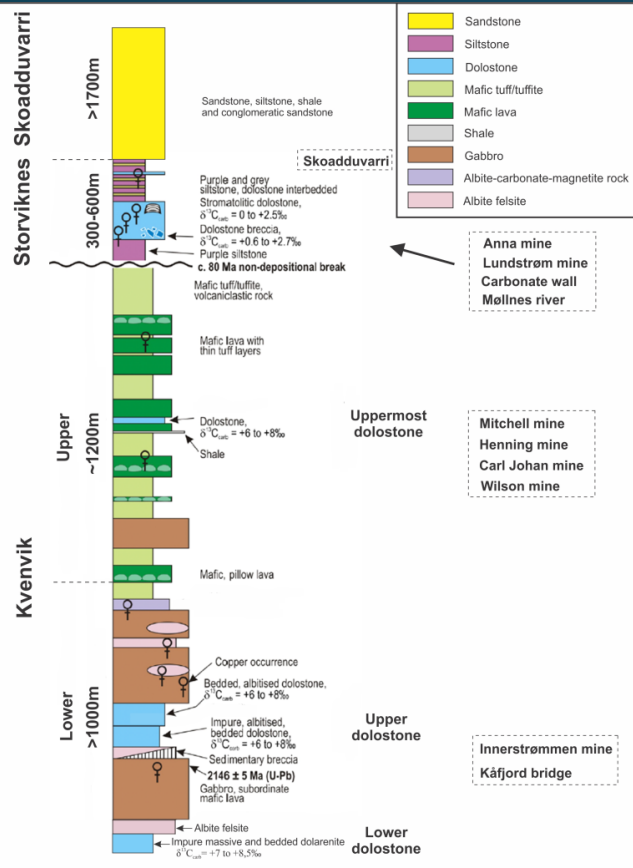 Sandstone
Siltstone
Dolostone
Mafic tuff/tuffite
Mafic lava
Shale
Gabbro
Albite-carbonate-magnetite rock
Albite felsite
Skoadduvarri
>1700m
Sandstone, siltstone, shale
and conglomeratic sandstone
Skoadduvarri
Storviknes
300-600m
Purple and grey
siltstone, dolostone interbedded
Stromatolitic dolostone,
δ¹³Ccarb = 0 to +2.5‰
Dolostone breccia,
δ¹³Ccarb = +0.6 to +2.7‰
Purple siltstone
c. 80 Ma non-depositional break
Anna mine
Lundstrøm mine
Carbonate wall
Møllnes river
Kvenvik
Upper
~1200m
Mafic tuff/tuffite,
volcaniclastic rock
Mafic lava with
thin tuff layers
Dolostone,
δ¹³Ccarb = +6 to +8‰
Shale
Uppermost
dolostone
Mitchell mine
Henning mine
Carl Johan mine
Wilson mine
Mafic, pillow lava
Lower
>1000m
Copper occurrence
Bedded, albitised dolostone,
δ¹³Ccarb = +6 to +8‰
Impure, albitised,
bedded dolostone,
δ¹³Ccarb = +6 to +8‰
Sedimentary breccia
2146 ± 5 Ma (U-Pb)
Gabbro, subordinate
mafic lava
Upper
dolostone
Innerstrømmen mine
Kåfjord bridge
Albite felsite
Impure massive and bedded dolarenite
δ¹³Ccarb = +7 to +8,5‰
Lower
dolostone